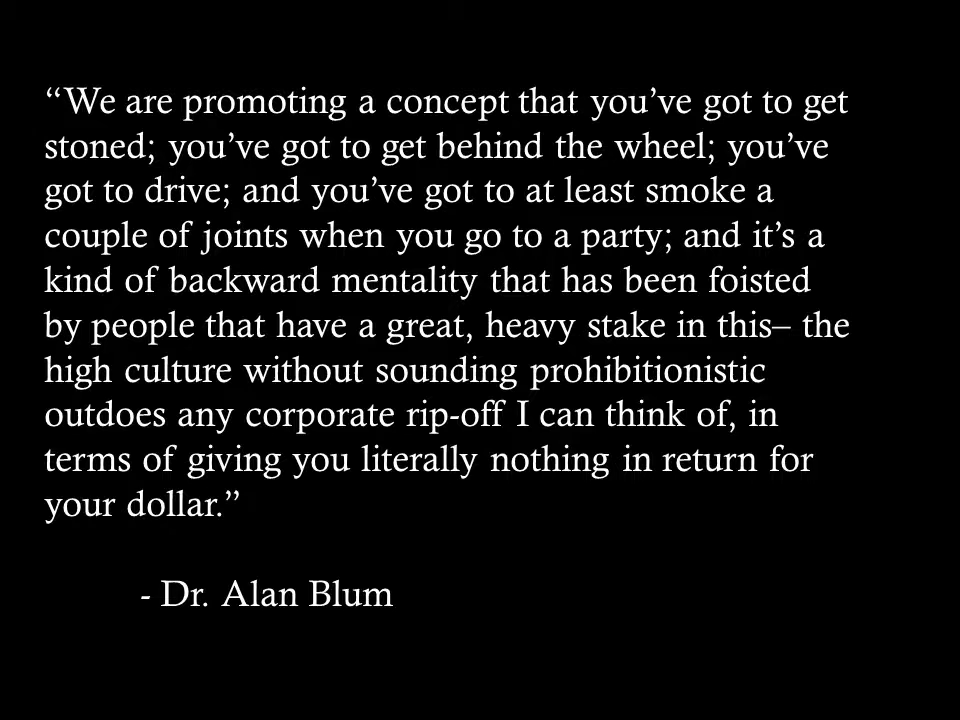 “We are promoting a concept that you’ve got to get
stoned; you’ve got to get behind the wheel; you’ve
got to drive; and you’ve got to at least smoke a
couple of joints when you go to a party; and it’s a
kind of backward mentality that has been foisted
by people that have a great, heavy stake in this– the
high culture without sounding prohibitionistic
outdoes any corporate rip-off I can think of, in
terms of giving you literally nothing in return for
your dollar.”
- Dr. Alan Blum